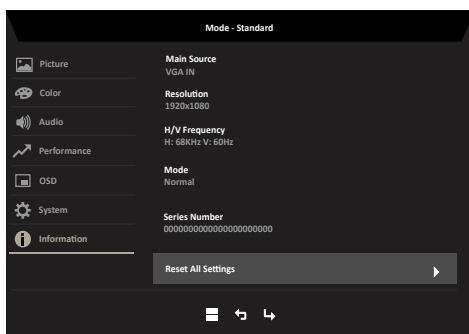 Mode - Standard
Picture
Color
Audio
Performance
OSD
System
Information
Main Source
VGA IN
Resolution
1920x1080
H/V Frequency
H: 68KHz V: 60Hz
Mode
Normal
Series Number
0000000000000000000000
Reset All Settings